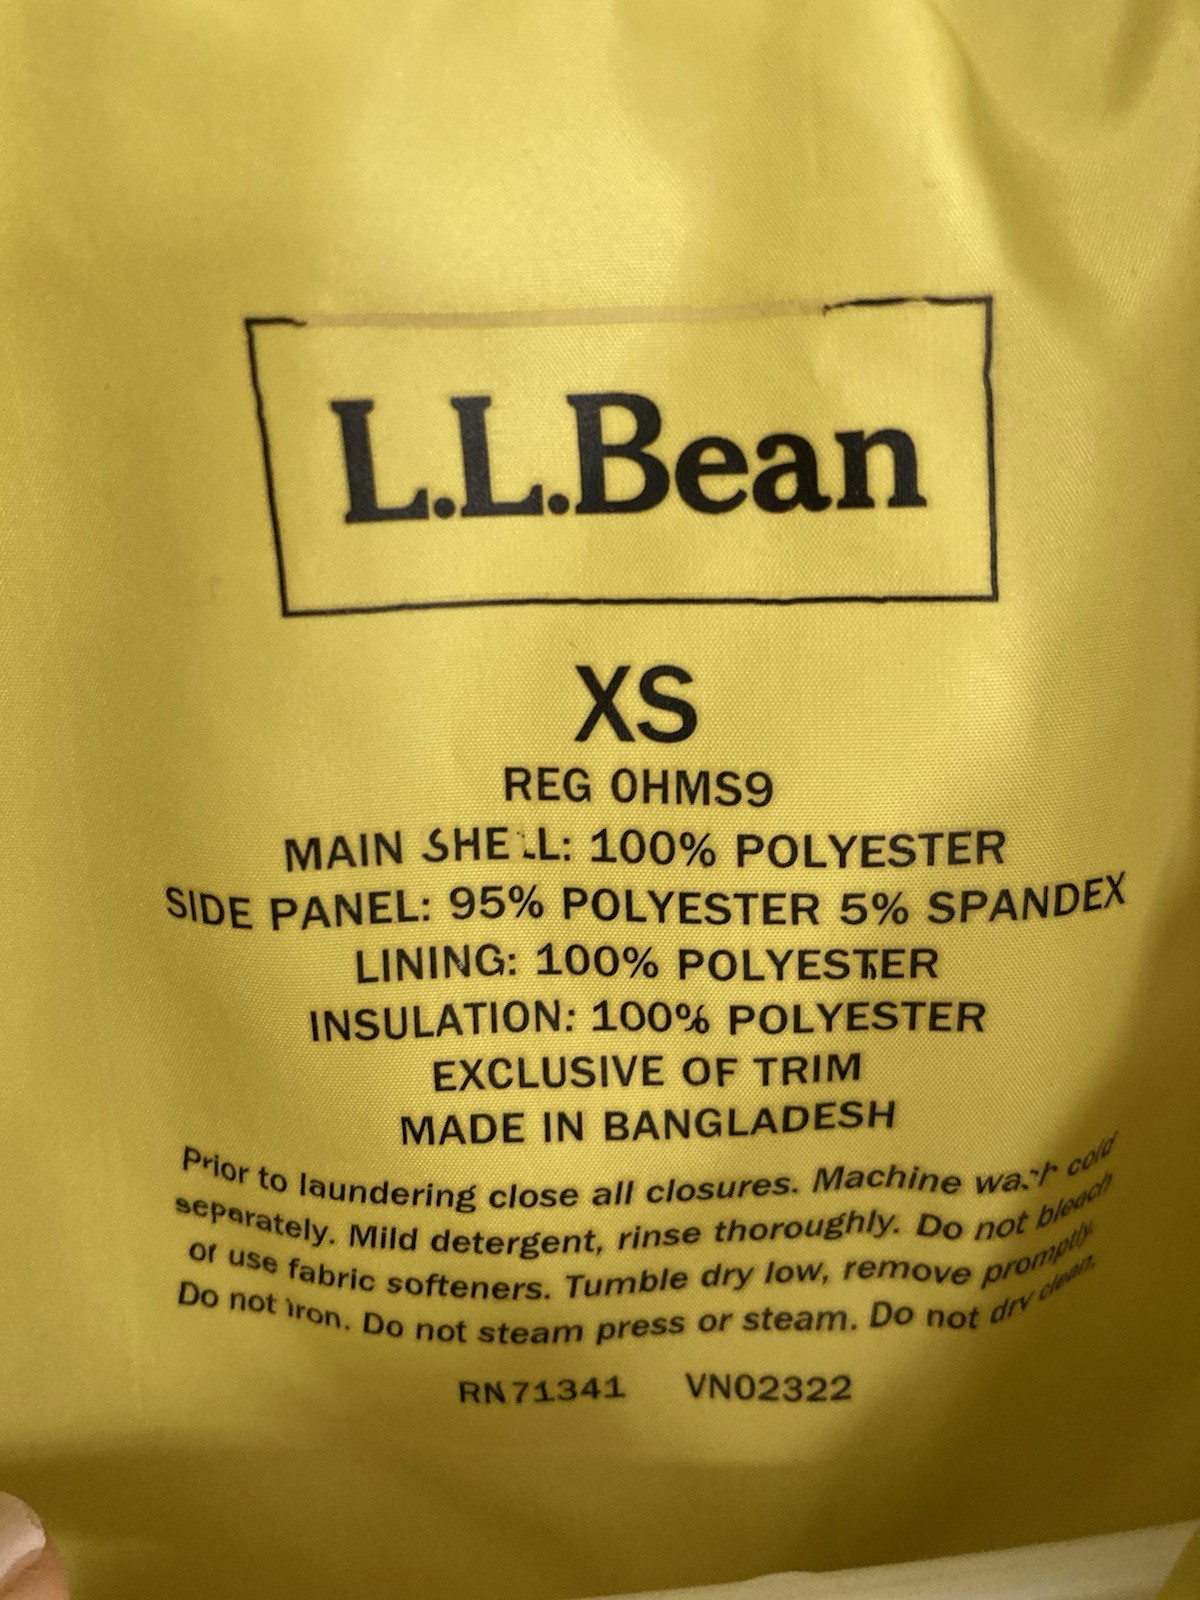 L.L.Bean
XS
REG OHMS9
MAIN SHELL: 100% POLYESTER
SIDE PANEL: 95% POLYESTER 5% SPANDEX
LINING: 100% POLYESTER
INSULATION: 100% POLYESTER
EXCLUSIVE OF TRIM
MADE IN BANGLADESH
Prior to laundering close all closures. Machine wash cold
separately. Mild detergent, rinse thoroughly. Do not bleach
or use fabric softeners. Tumble dry low, remove promptly.
Do not iron. Do not steam press or steam. Do not dry clean.
RN71341 VN02322